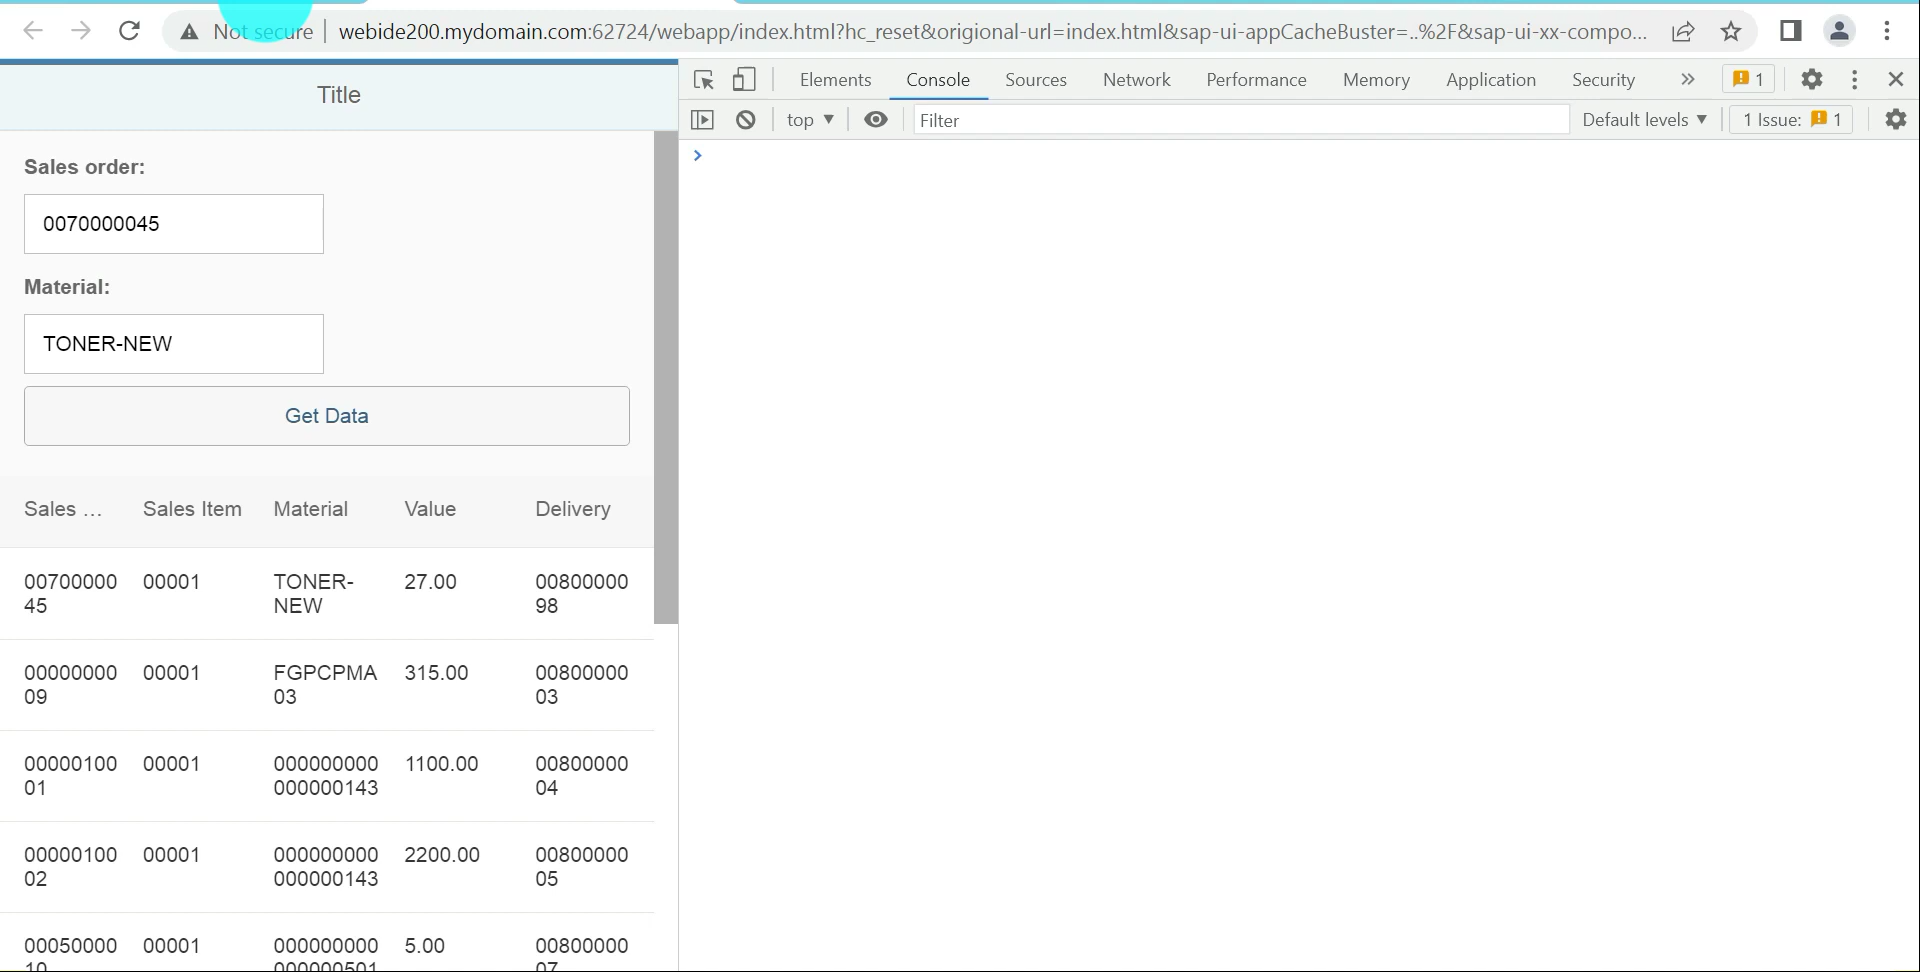 Not secure | webide200.mydomain.com:62724/webapp/index.html?hc_reset&origional-url=index.html&sap-ui-appCacheBuster=..%2F&sap-ui-xx-compo...
Title
Elements Console Sources Network Performance Memory Application Security » 1
top ▼ Filter Default levels ▼ 1 Issue: 1
Sales order:
0070000045
Material:
TONER-NEW
Get Data
Sales ... Sales Item Material Value Delivery
00700000 00001 TONER- 27.00 00800000
45 NEW 98
00000000 00001 FGPCPMA 315.00 00800000
09 03 03
00000100 00001 000000000 1100.00 00800000
01 000000143 04
00000100 00001 000000000 2200.00 00800000
02 000000143 05
00050000 00001 000000000 5.00 00800000
10 000000501 07